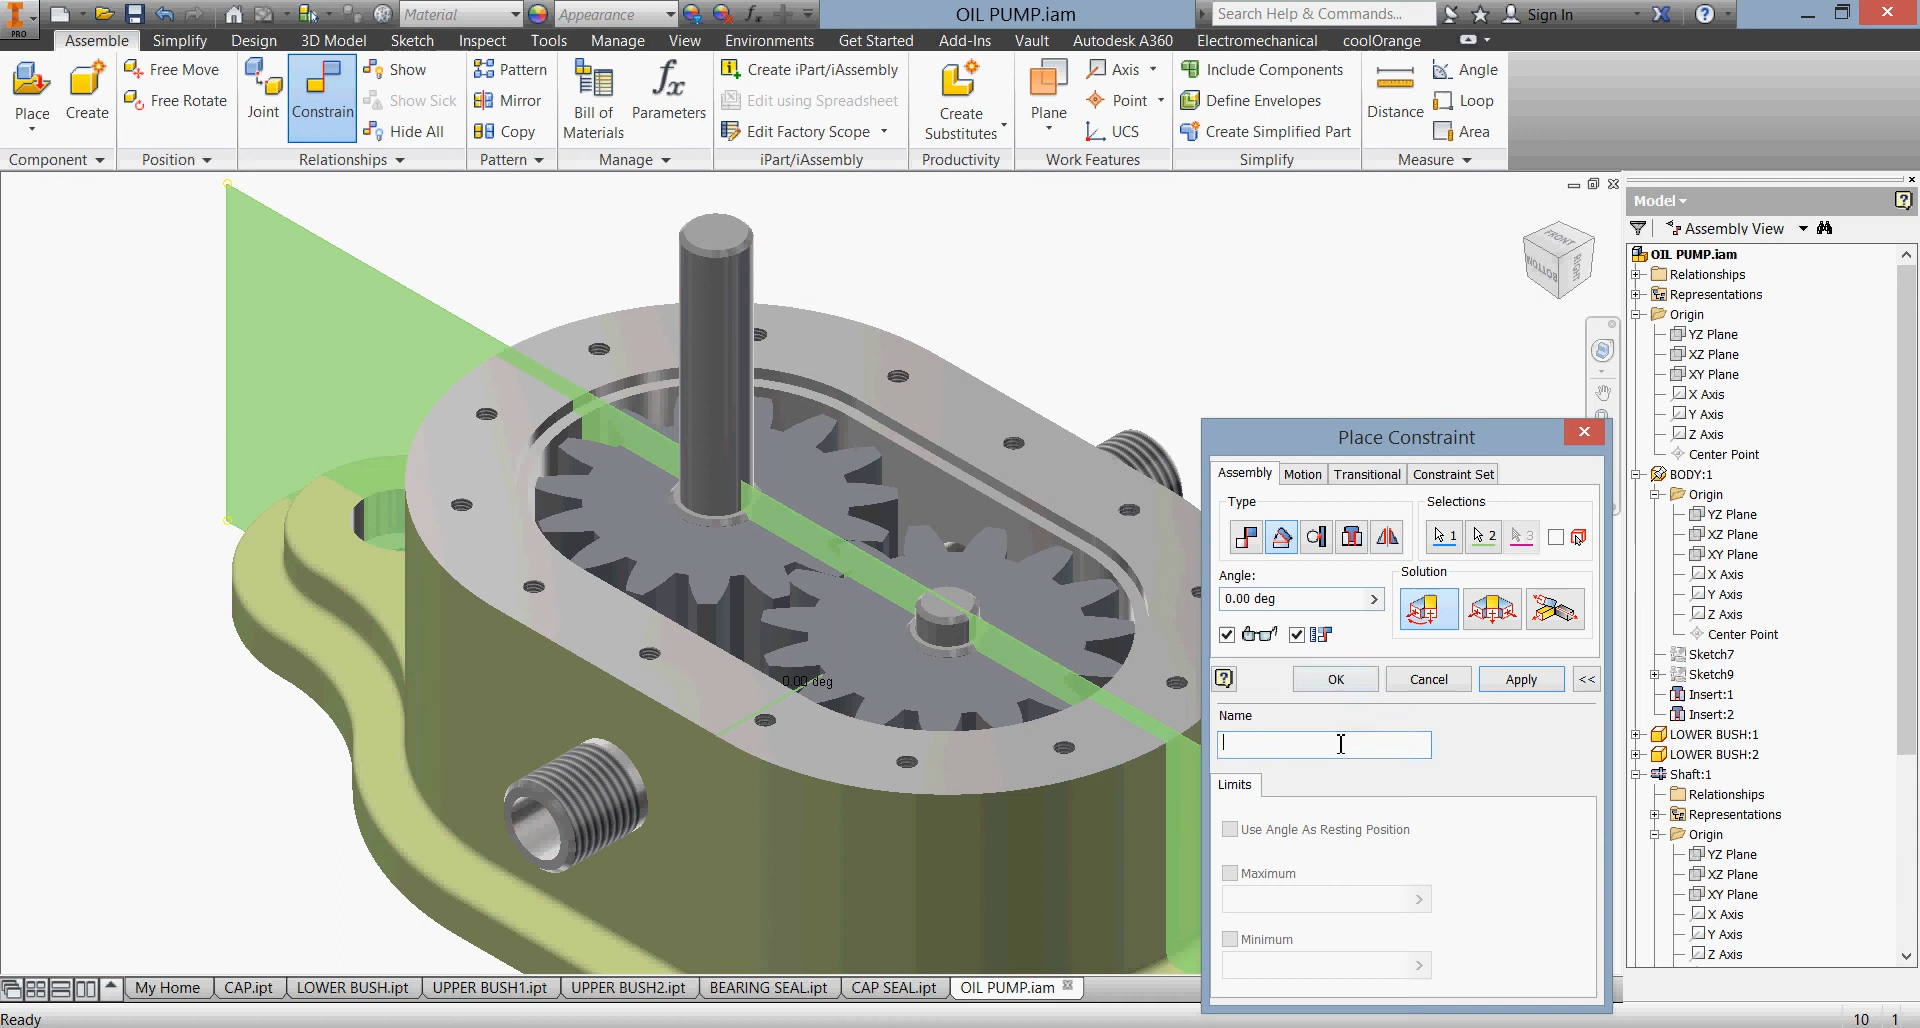 PRO
Material
Appearance
OIL PUMP.iam
Search Help & Commands...
Sign In
Assemble Simplify Design 3D Model Sketch Inspect Tools Manage View Environments Get Started Add-Ins Vault Autodesk A360 Electromechanical coolOrange
Place
Create
Free Move
Free Rotate
Joint
Constrain
Show
Show Sick
Hide All
Pattern
Mirror
Copy
Bill of
Materials
fx
Parameters
Create iPart/iAssembly
Edit using Spreadsheet
Edit Factory Scope
Create
Substitutes
Plane
Axis
Point
UCS
Include Components
Define Envelopes
Create Simplified Part
Distance
Angle
Loop
Area
Component Position Relationships Pattern Manage iPart/iAssembly Productivity Work Features Simplify Measure
FRONT
BOTTOM
RIGHT
0.00 deg
Place Constraint
Assembly Motion Transitional Constraint Set
Type
Selections
1 2 3
Angle:
0.00 deg
Solution
OK Cancel Apply <<
Name
Limits
Use Angle As Resting Position
Maximum
Minimum
Model
Assembly View
OIL PUMP.iam
Relationships
Representations
Origin
YZ Plane
XZ Plane
XY Plane
X Axis
Y Axis
Z Axis
Center Point
BODY:1
Origin
YZ Plane
XZ Plane
XY Plane
X Axis
Y Axis
Z Axis
Center Point
Sketch7
Sketch9
Insert:1
Insert:2
LOWER BUSH:1
LOWER BUSH:2
Shaft:1
Relationships
Representations
Origin
YZ Plane
XZ Plane
XY Plane
X Axis
Y Axis
Z Axis
My Home CAP.ipt LOWER BUSH.ipt UPPER BUSH1.ipt UPPER BUSH2.ipt BEARING SEAL.ipt CAP SEAL.ipt OIL PUMP.iam
Ready
10 1